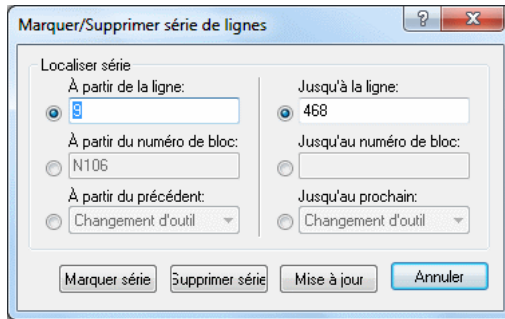 Marquer/Supprimer série de lignes
Localiser série
À partir de la ligne:
9
Jusqu'à la ligne:
468
À partir du numéro de bloc:
N106
Jusqu'au numéro de bloc:
À partir du précédent:
Changement d'outil
Jusqu'au prochain:
Changement d'outil
Marquer série
Supprimer série
Mise à jour
Annuler